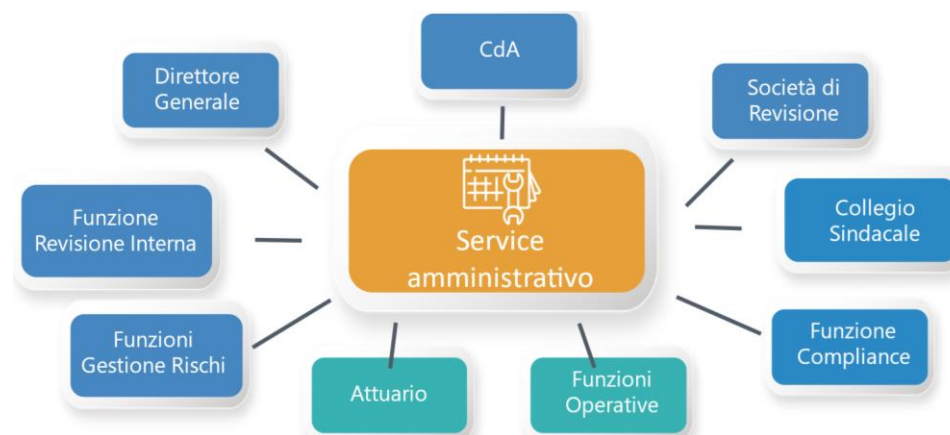 CdA
Direttore
Generale
Società di
Revisione
Funzione
Revisione Interna
Service
amministrativo
Collegio
Sindacale
Funzioni
Gestione Rischi
Funzione
Compliance
Attuario
Funzioni
Operative